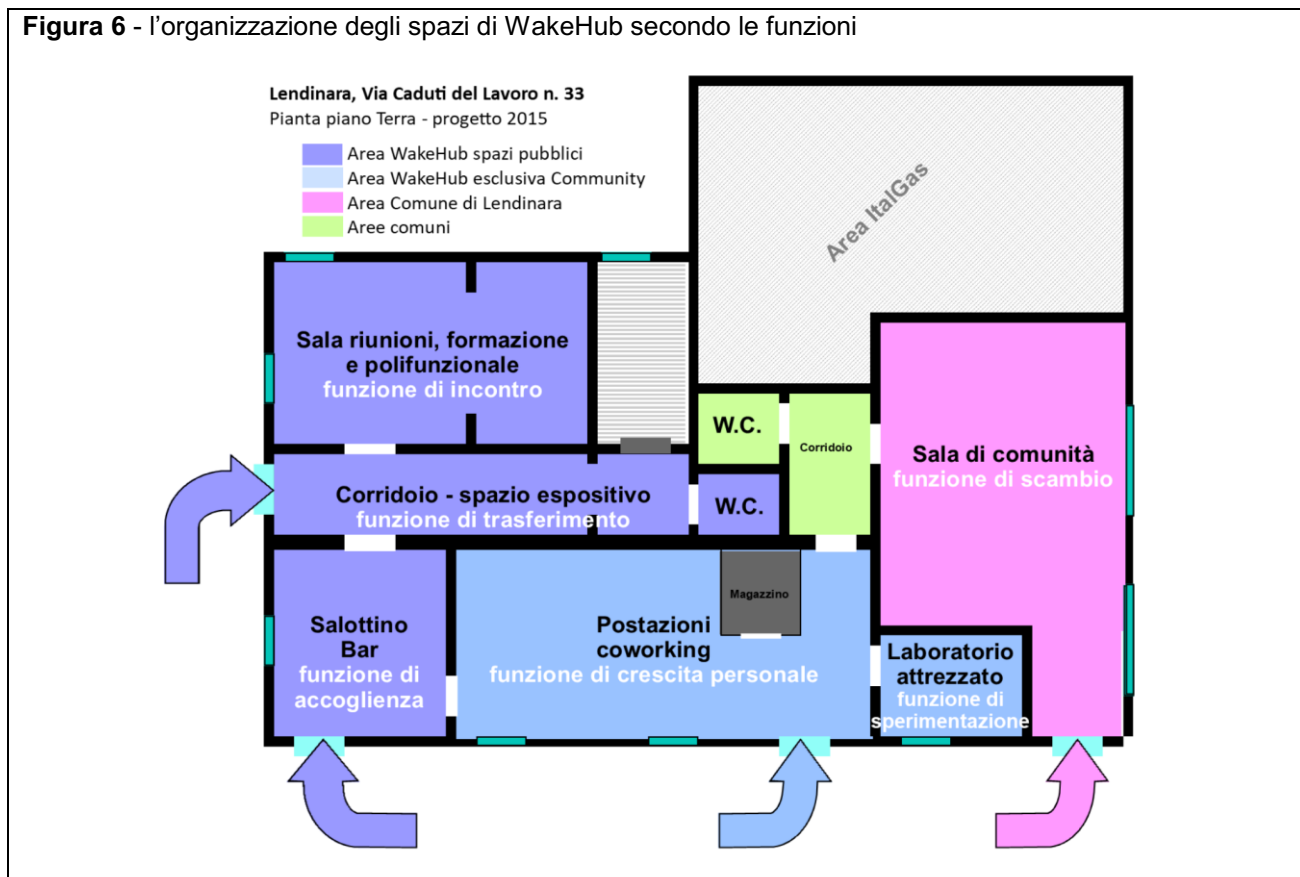 Figura 6 - l’organizzazione degli spazi di WakeHub secondo le funzioni
Lendinara, Via Caduti del Lavoro n. 33
Pianta piano Terra - progetto 2015
Area WakeHub spazi pubblici
Area WakeHub esclusiva Community
Area Comune di Lendinara
Aree comuni
Area ItalGas
Sala riunioni, formazione
e polifunzionale
funzione di incontro
W.C.
Corridoio
Sala di comunità
funzione di scambio
Corridoio - spazio espositivo
funzione di trasferimento
W.C.
Magazzino
Salottino
Bar
funzione di
accoglienza
Postazioni
coworking
funzione di crescita personale
Laboratorio
attrezzato
funzione di
sperimentazione